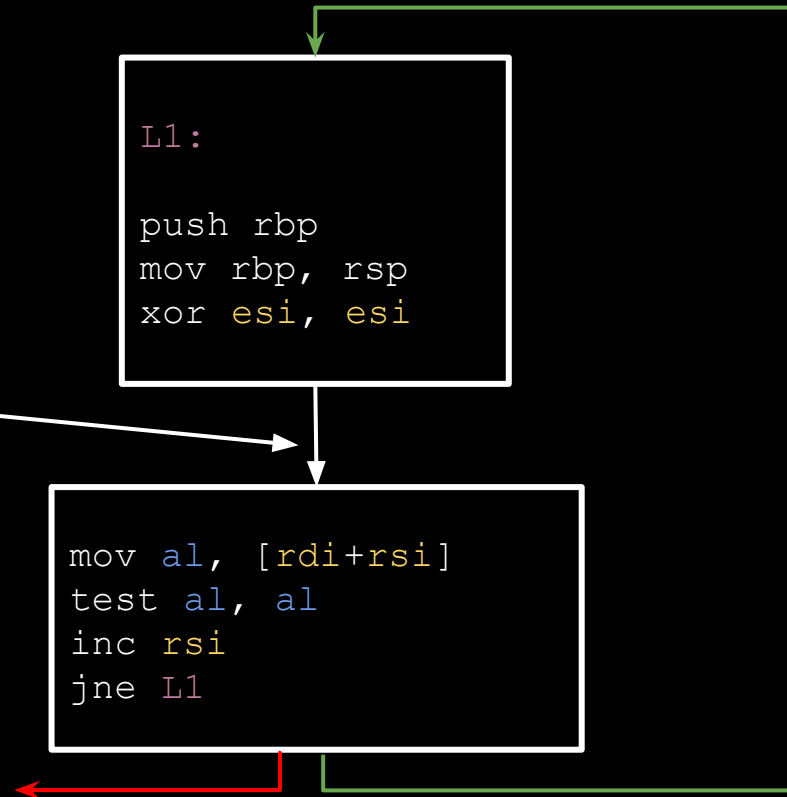 L1:
push rbp
mov rbp, rsp
xor esi, esi
mov al, [rdi+rsi]
test al, al
inc rsi
jne L1